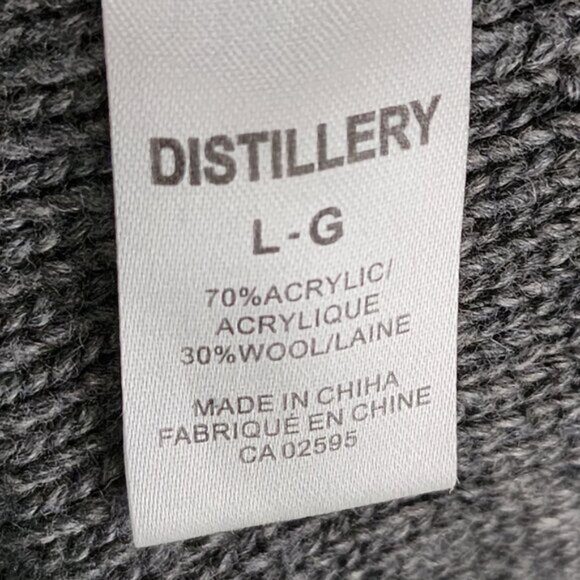 DISTILLERY
L-G
70%ACRYLIC/
ACRYLIQUE
30%WOOL/LAINE
MADE IN CHIHA
FABRIQUE EN CHINE
CA 02595